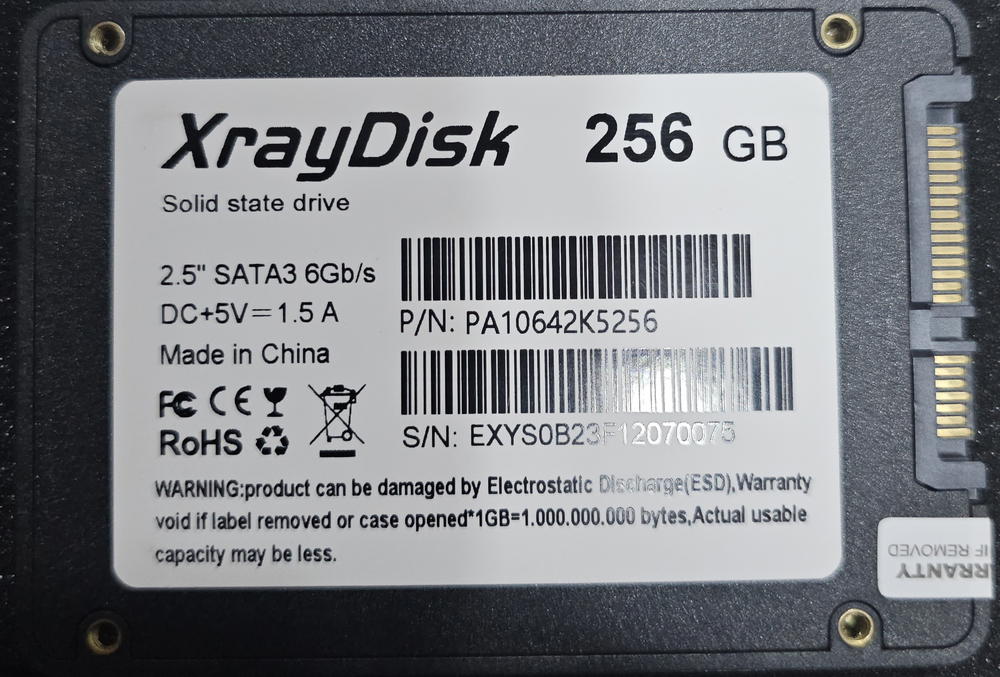 XrayDisk 256 GB
Solid state drive
2.5" SATA3 6Gb/s
DC+5V=1.5 A
Made in China
P/N: PA10642K5256
S/N: EXYS0B23F12070075
FC CE
RoHS
WARNING:product can be damaged by Electrostatic Discharge(ESD),Warranty
void if label removed or case opened*1GB=1.000.000.000 bytes,Actual usable
capacity may be less.
RRANTY
IF REMOVED